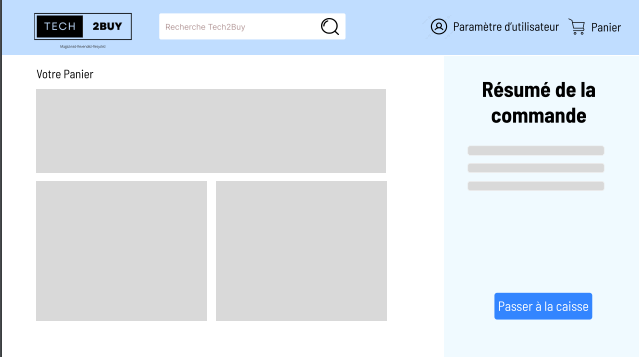 TECH 2BUY
Recherche Tech2Buy
Paramètre d'utilisateur
Panier
Votre Panier
Résumé de la
commande
Passer à la caisse